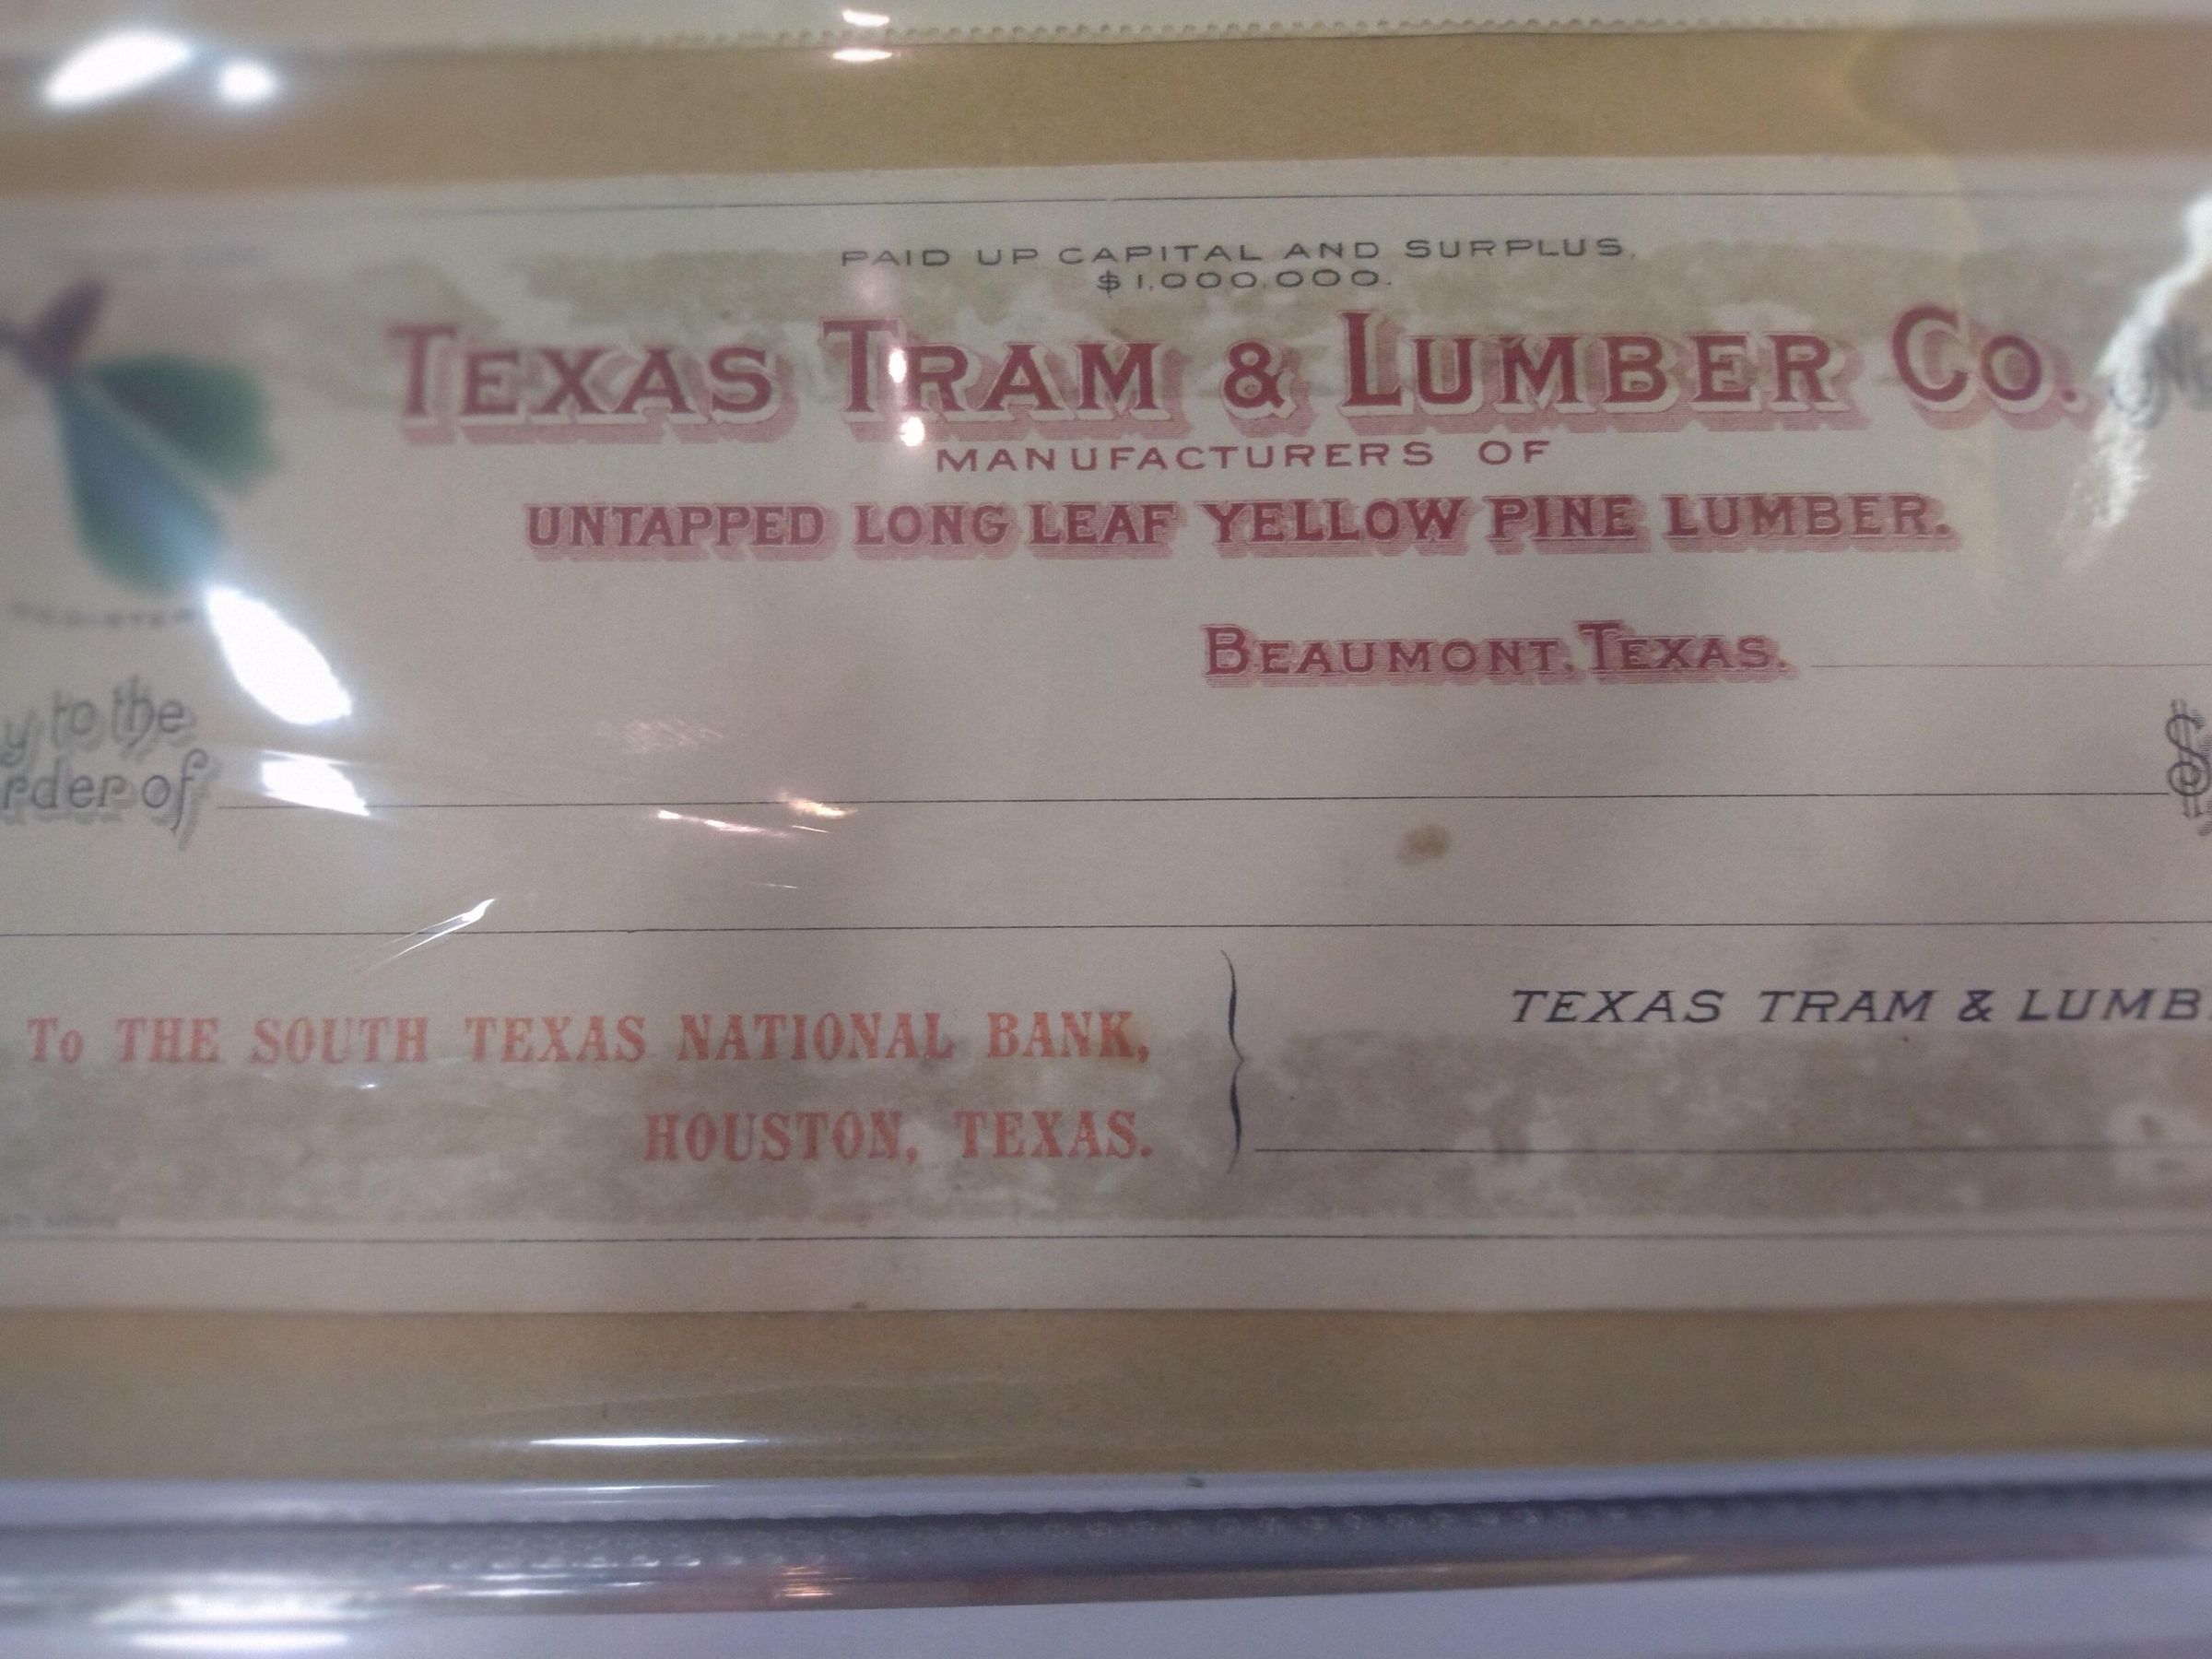 PAID UP CAPITAL AND SURPLUS,
$1,000,000.
TEXAS TRAM & LUMBER CO.
MANUFACTURERS OF
UNTAPPED LONG LEAF YELLOW PINE LUMBER.
BEAUMONT, TEXAS.
y to the
rder of $
To THE SOUTH TEXAS NATIONAL BANK,
HOUSTON, TEXAS.
TEXAS TRAM & LUMB